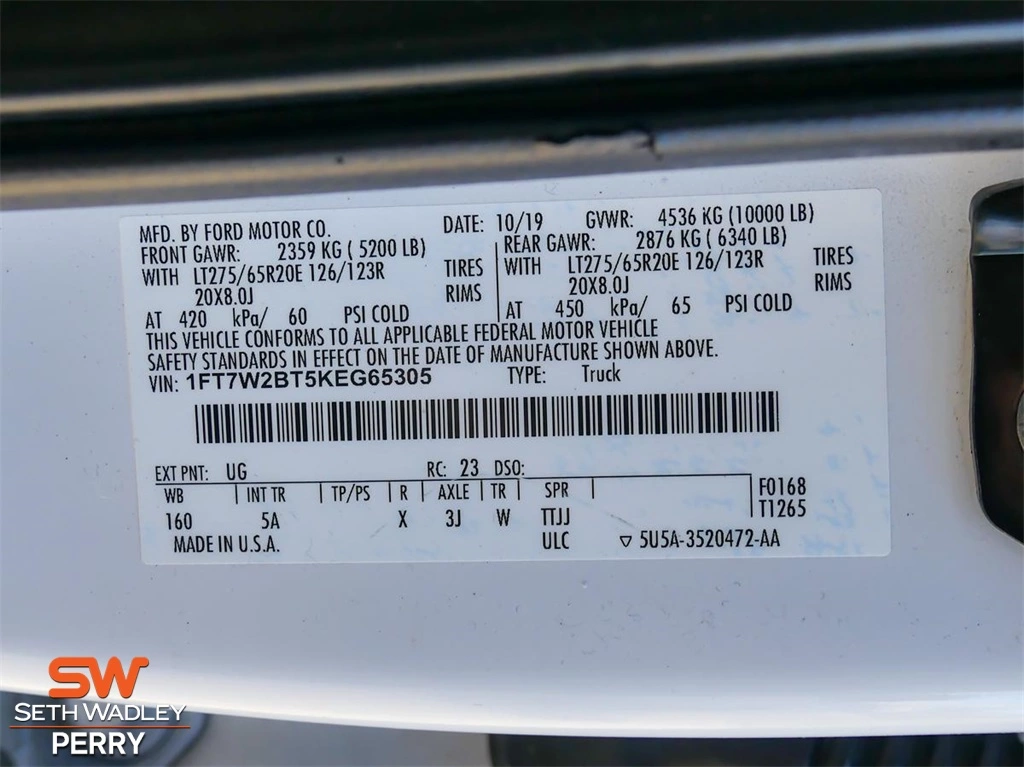 MFD. BY FORD MOTOR CO. DATE: 10/19 GVWR: 4536 KG (10000 LB)
FRONT GAWR: 2359 KG ( 5200 LB) REAR GAWR: 2876 KG ( 6340 LB)
WITH LT275/65R20E 126/123R TIRES WITH LT275/65R20E 126/123R TIRES
20X8.0J RIMS 20X8.0J RIMS
AT 420 kPa/ 60 PSI COLD AT 450 kPa/ 65 PSI COLD
THIS VEHICLE CONFORMS TO ALL APPLICABLE FEDERAL MOTOR VEHICLE
SAFETY STANDARDS IN EFFECT ON THE DATE OF MANUFACTURE SHOWN ABOVE.
VIN: 1FT7W2BT5KEG65305 TYPE: Truck
EXT PNT: UG RC: 23 DSO:
WB INT TR TP/PS R AXLE TR SPR F0168
160 5A X 3J W TTJJ T1265
MADE IN U.S.A. ULC ▽ 5U5A-3520472-AA
SW
SETH WADLEY
PERRY